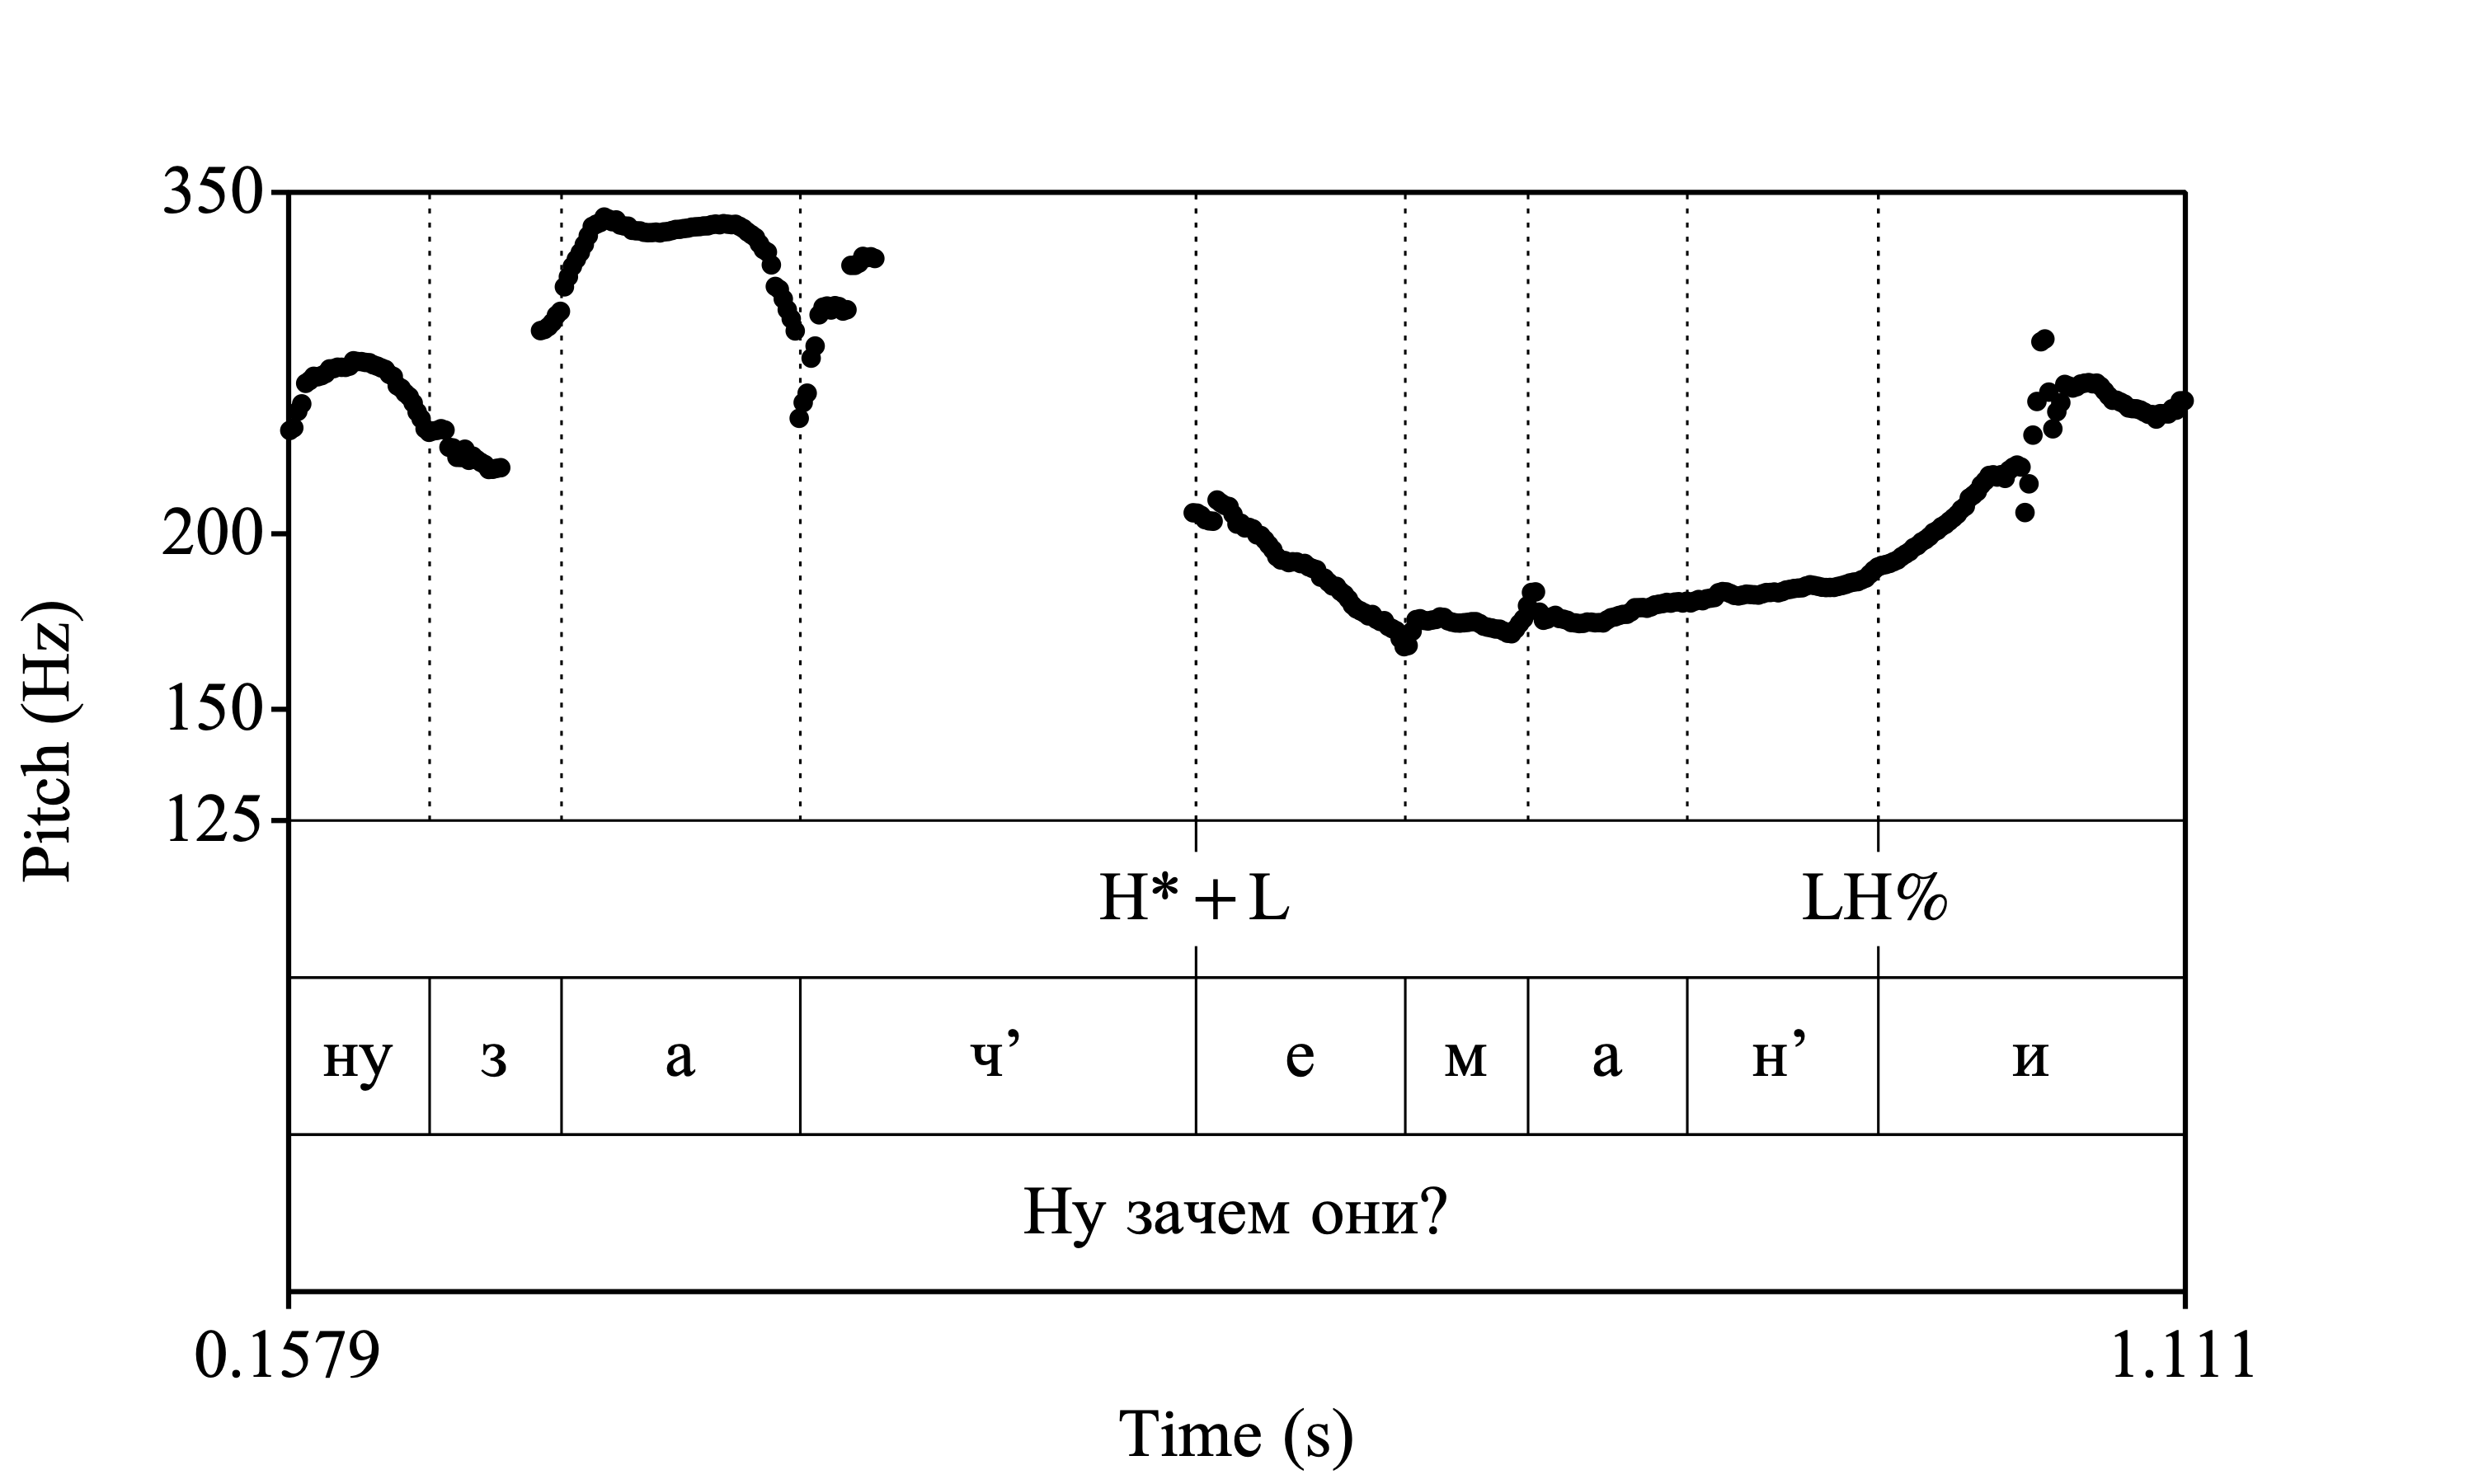 350
200
150
125
Pitch (Hz)
H* + L LH%
ну з а ч’ е м а н’ и
Ну зачем они?
0.1579 1.111
Time (s)